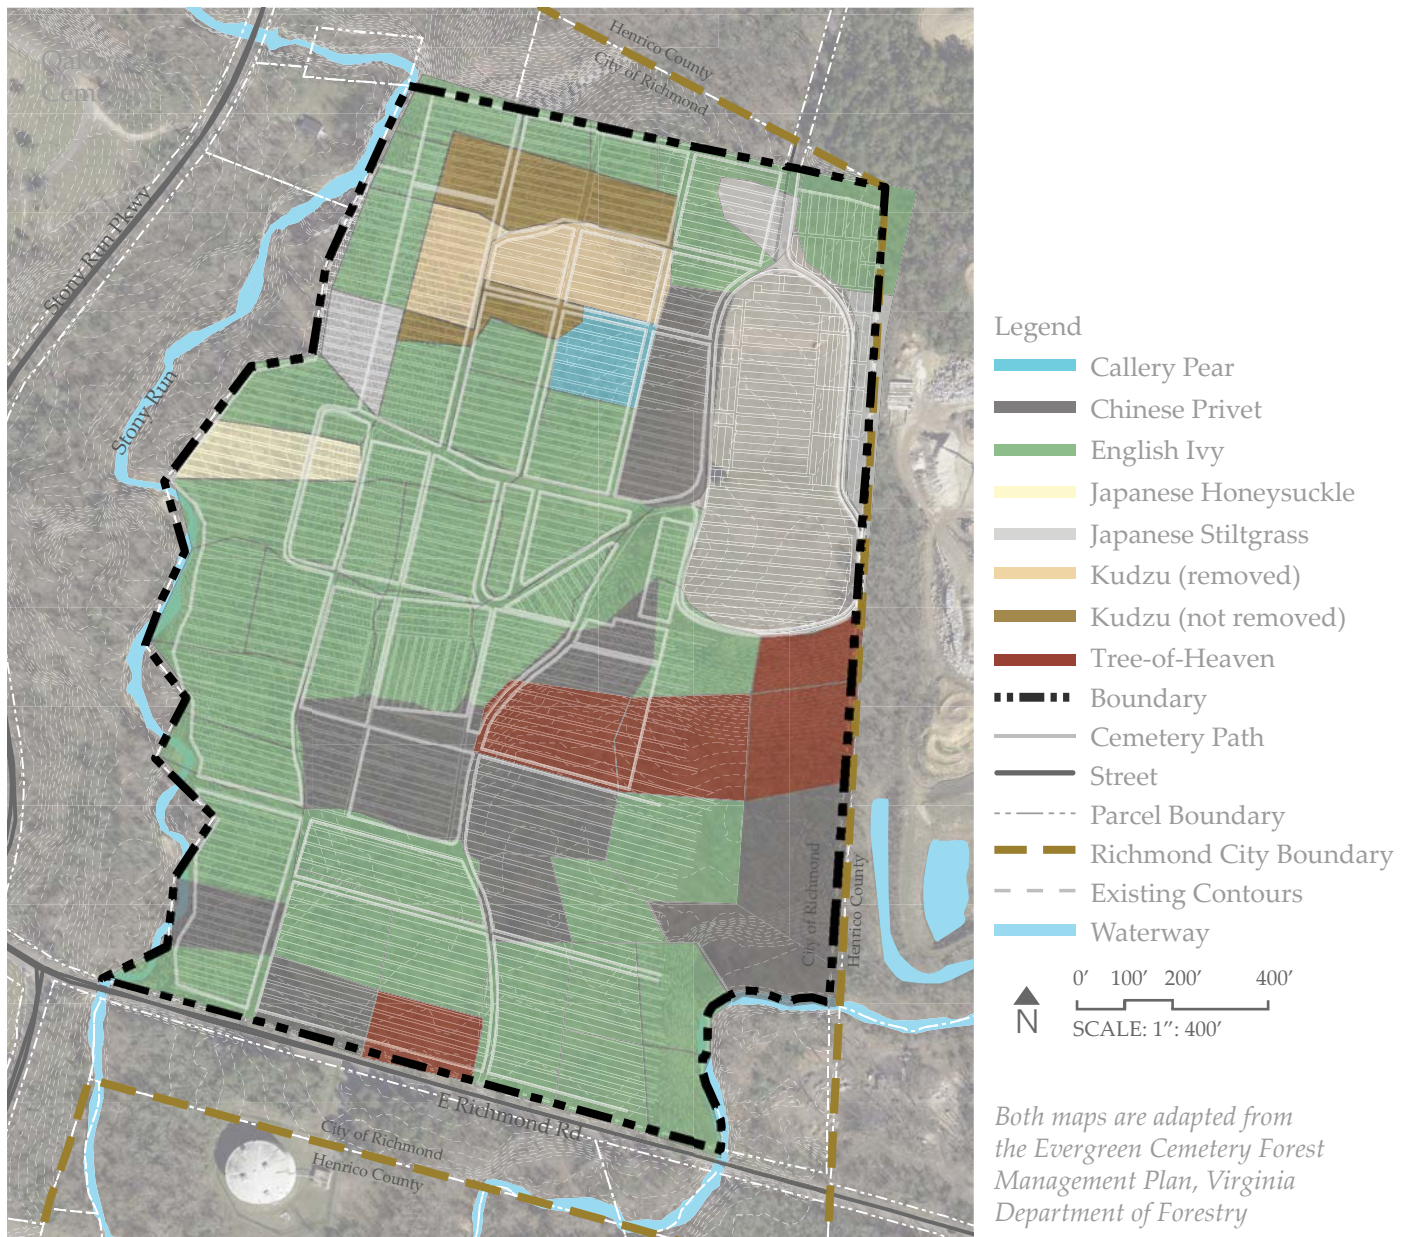 Henrico County
City of Richmond
Stony Run Pkwy
Stony Run
City of Richmond
Henrico County
E Richmond Rd
City of Richmond
Henrico County
Legend
Callery Pear
Chinese Privet
English Ivy
Japanese Honeysuckle
Japanese Stiltgrass
Kudzu (removed)
Kudzu (not removed)
Tree-of-Heaven
Boundary
Cemetery Path
Street
Parcel Boundary
Richmond City Boundary
Existing Contours
Waterway
0′ 100′ 200′ 400′
N
SCALE: 1″: 400′
Both maps are adapted from
the Evergreen Cemetery Forest
Management Plan, Virginia
Department of Forestry